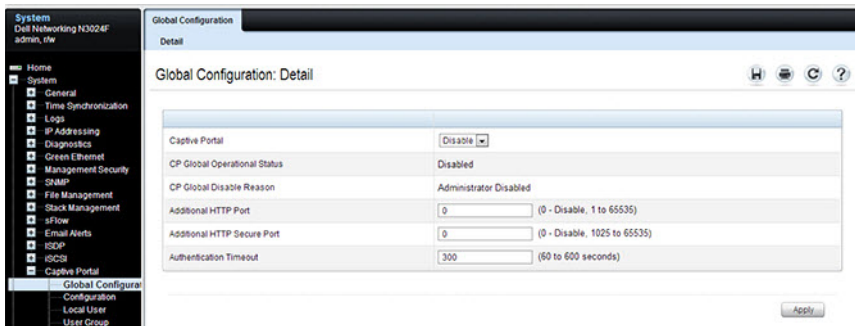 System
Dell Networking N3024F
admin, r/w
Home
System
General
Time Synchronization
Logs
IP Addressing
Diagnostics
Green Ethernet
Management Security
SNMP
File Management
Stack Management
sFlow
Email Alerts
ISDP
iSCSI
Captive Portal
Global Configurat
Configuration
Local User
User Group
Global Configuration
Detail
Global Configuration: Detail
Captive Portal Disable
CP Global Operational Status Disabled
CP Global Disable Reason Administrator Disabled
Additional HTTP Port 0 (0 - Disable, 1 to 65535)
Additional HTTP Secure Port 0 (0 - Disable, 1025 to 65535)
Authentication Timeout 300 (60 to 600 seconds)
Apply